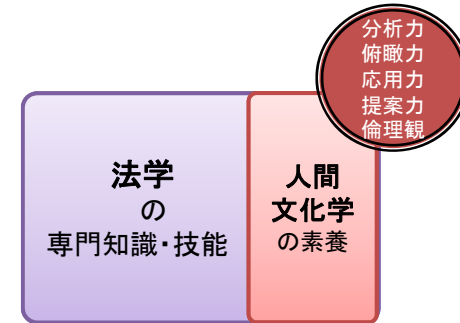 分析力
俯瞰力
応用力
提案力
倫理観
法学
の
専門知識・技能
人間
文化学
の素養